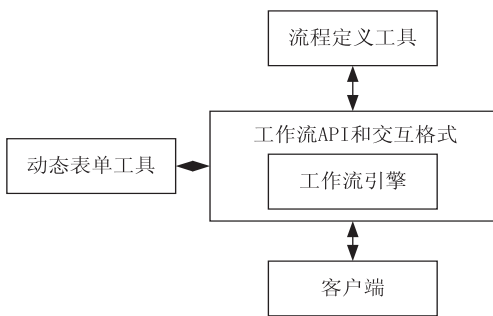 流程定义工具
工作流API和交互格式
动态表单工具
工作流引擎
客户端